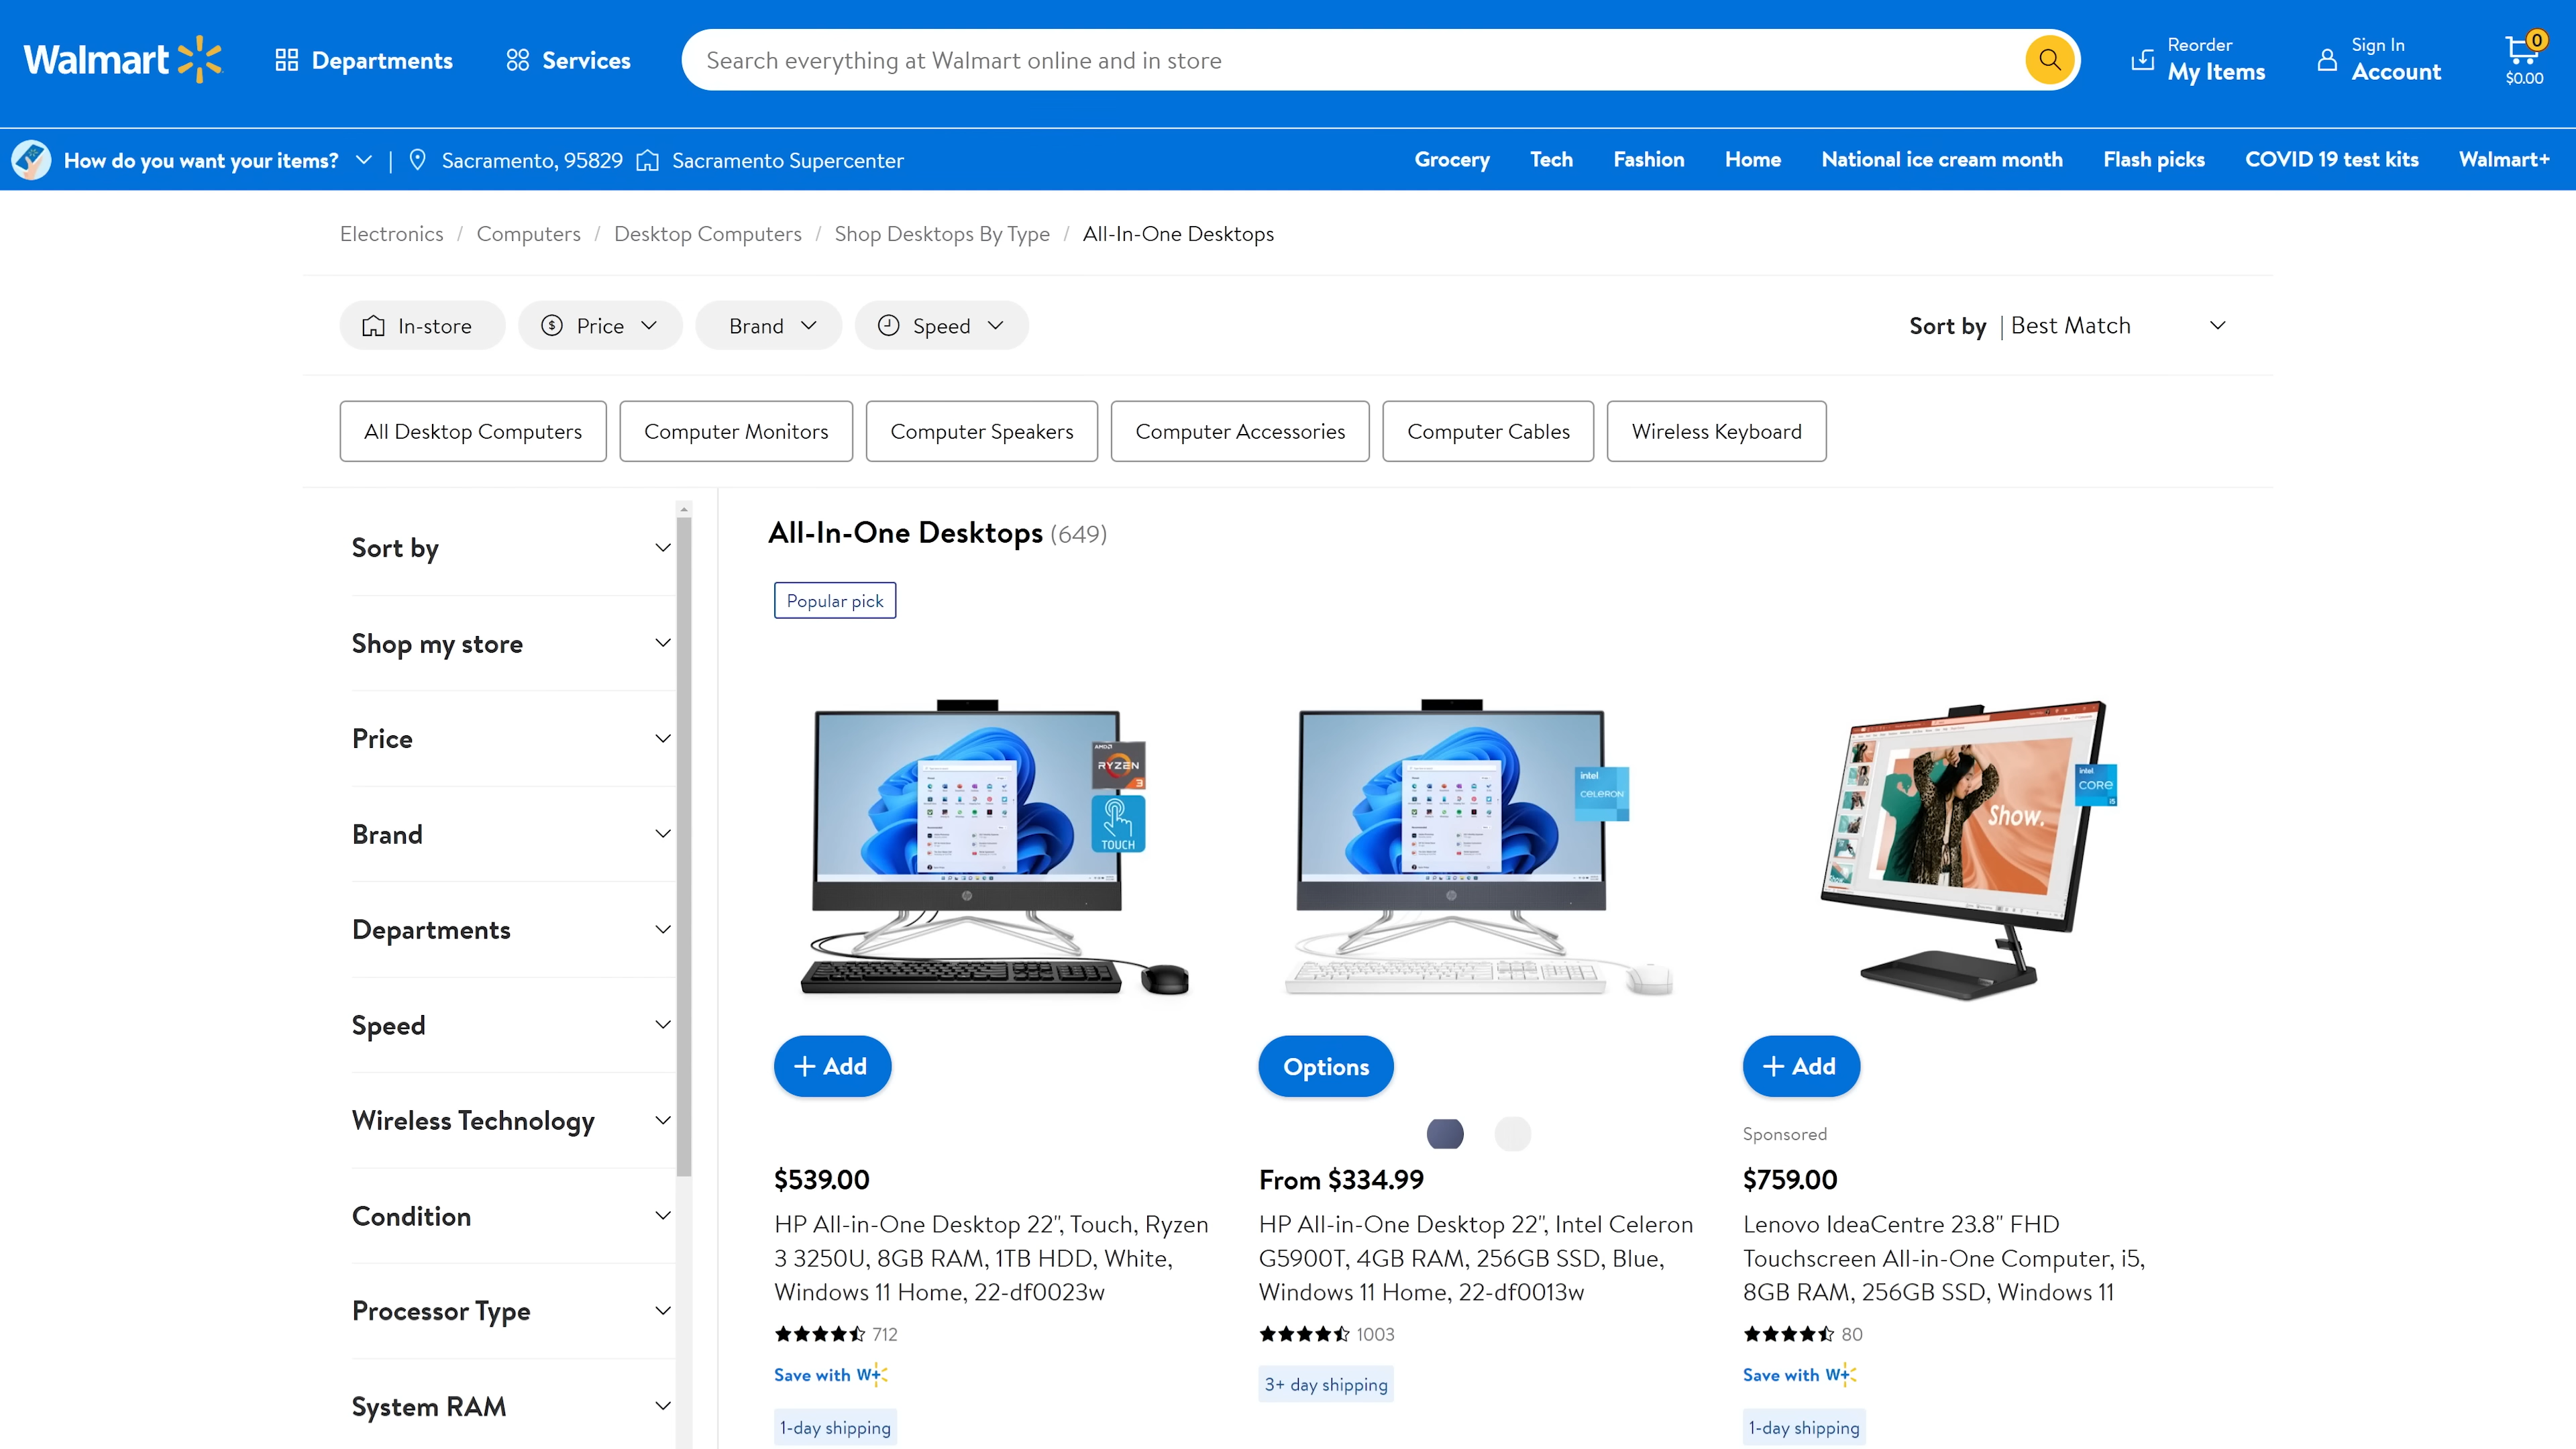 Walmart
Departments
Services
Search everything at Walmart online and in store
Reorder
My Items
Sign In
Account
0
$0.00
How do you want your items?
Sacramento, 95829
Sacramento Supercenter
Grocery
Tech
Fashion
Home
National ice cream month
Flash picks
COVID 19 test kits
Walmart+
Electronics / Computers / Desktop Computers / Shop Desktops By Type / All-In-One Desktops
In-store
Price
Brand
Speed
Sort by | Best Match
All Desktop Computers
Computer Monitors
Computer Speakers
Computer Accessories
Computer Cables
Wireless Keyboard
Sort by
Shop my store
Price
Brand
Departments
Speed
Wireless Technology
Condition
Processor Type
System RAM
All-In-One Desktops (649)
Popular pick
AMD
RYZEN
3
TOUCH
+ Add
$539.00
HP All-in-One Desktop 22", Touch, Ryzen
3 3250U, 8GB RAM, 1TB HDD, White,
Windows 11 Home, 22-df0023w
712
Save with W+
1-day shipping
intel
CELERON
Options
From $334.99
HP All-in-One Desktop 22", Intel Celeron
G5900T, 4GB RAM, 256GB SSD, Blue,
Windows 11 Home, 22-df0013w
1003
3+ day shipping
Show.
intel
CORE
i5
+ Add
Sponsored
$759.00
Lenovo IdeaCentre 23.8" FHD
Touchscreen All-in-One Computer, i5,
8GB RAM, 256GB SSD, Windows 11
80
Save with W+
1-day shipping